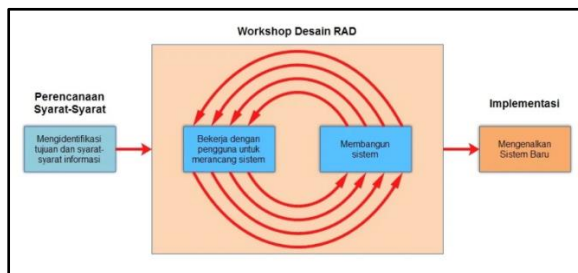 Workshop Desain RAD
Perencanaan
Syarat-Syarat
Mengidentifikasi
tujuan dan syarat-
syarat informasi
Bekerja dengan
pengguna untuk
merancang sistem
Membangun
sistem
Implementasi
Mengenalkan
Sistem Baru